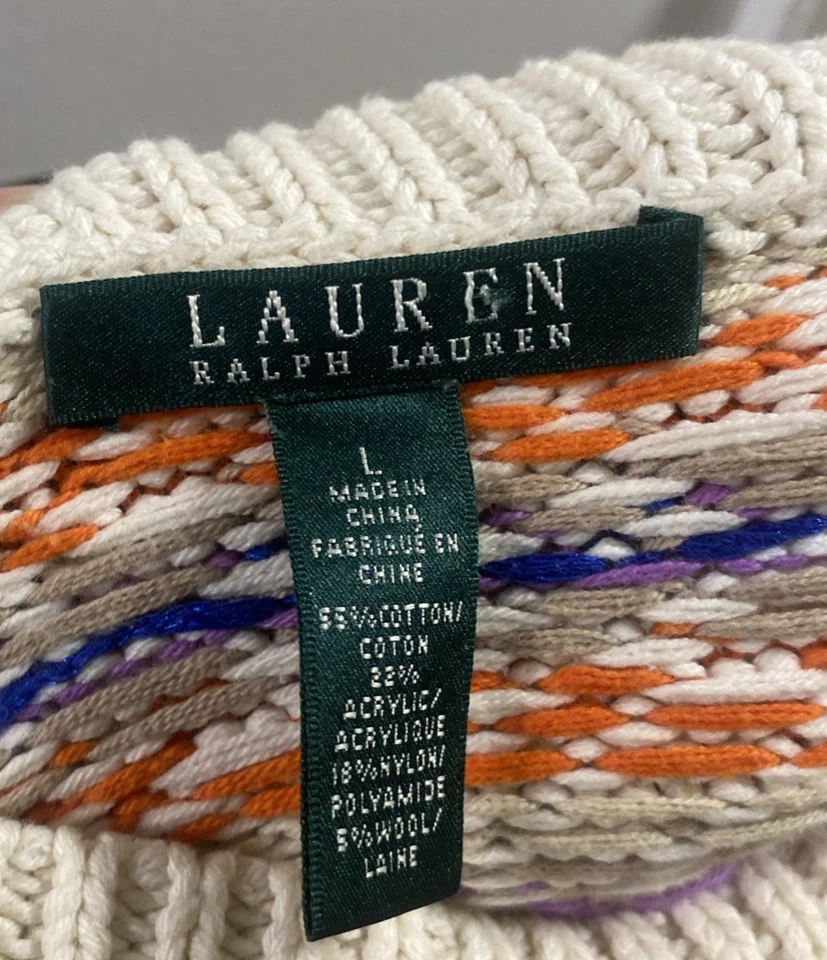 LAUREN
RALPH LAUREN
L
MADE IN
CHINA
FABRIQUÉ EN
CHINE
55%COTTON/
COTON
22%
ACRYLIC/
ACRYLIQUE
18%NYLON/
POLYAMIDE
5%WOOL/
LAINE